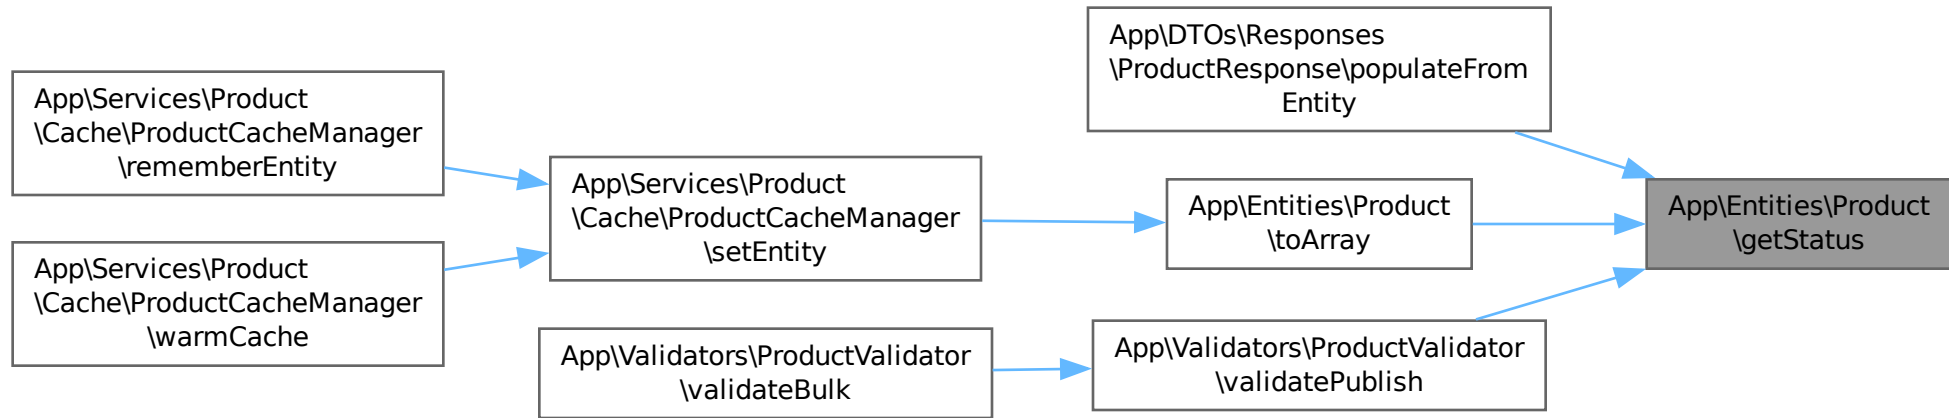 App\Services\Product
\Cache\ProductCacheManager
\rememberEntity
App\Services\Product
\Cache\ProductCacheManager
\warmCache
App\Services\Product
\Cache\ProductCacheManager
\setEntity
App\Validators\ProductValidator
\validateBulk
App\DTOs\Responses
\ProductResponse\populateFrom
Entity
App\Entities\Product
\toArray
App\Validators\ProductValidator
\validatePublish
App\Entities\Product
\getStatus